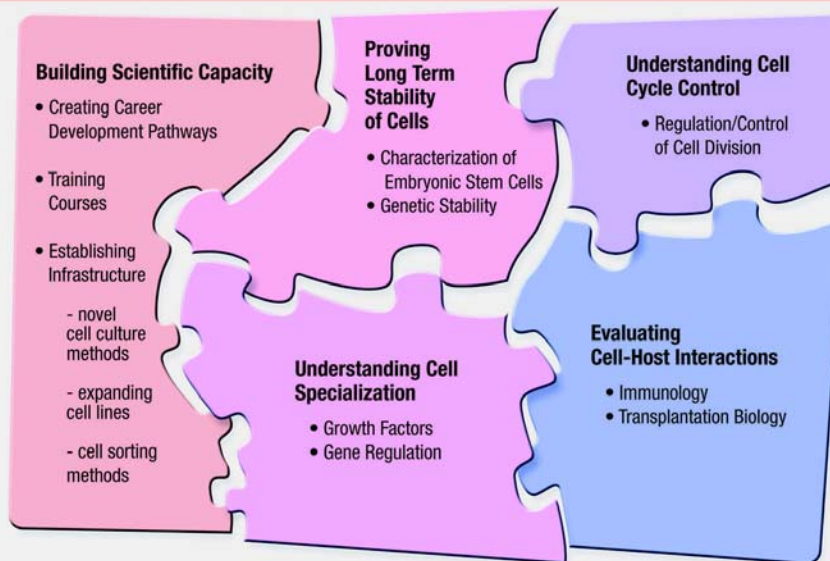 Building Scientific Capacity
• Creating Career
Development Pathways
• Training
Courses
• Establishing
Infrastructure
- novel
cell culture
methods
- expanding
cell lines
- cell sorting
methods
Proving
Long Term
Stability
of Cells
• Characterization of
Embryonic Stem Cells
• Genetic Stability
Understanding Cell
Cycle Control
• Regulation/Control
of Cell Division
Understanding Cell
Specialization
• Growth Factors
• Gene Regulation
Evaluating
Cell-Host Interactions
• Immunology
• Transplantation Biology